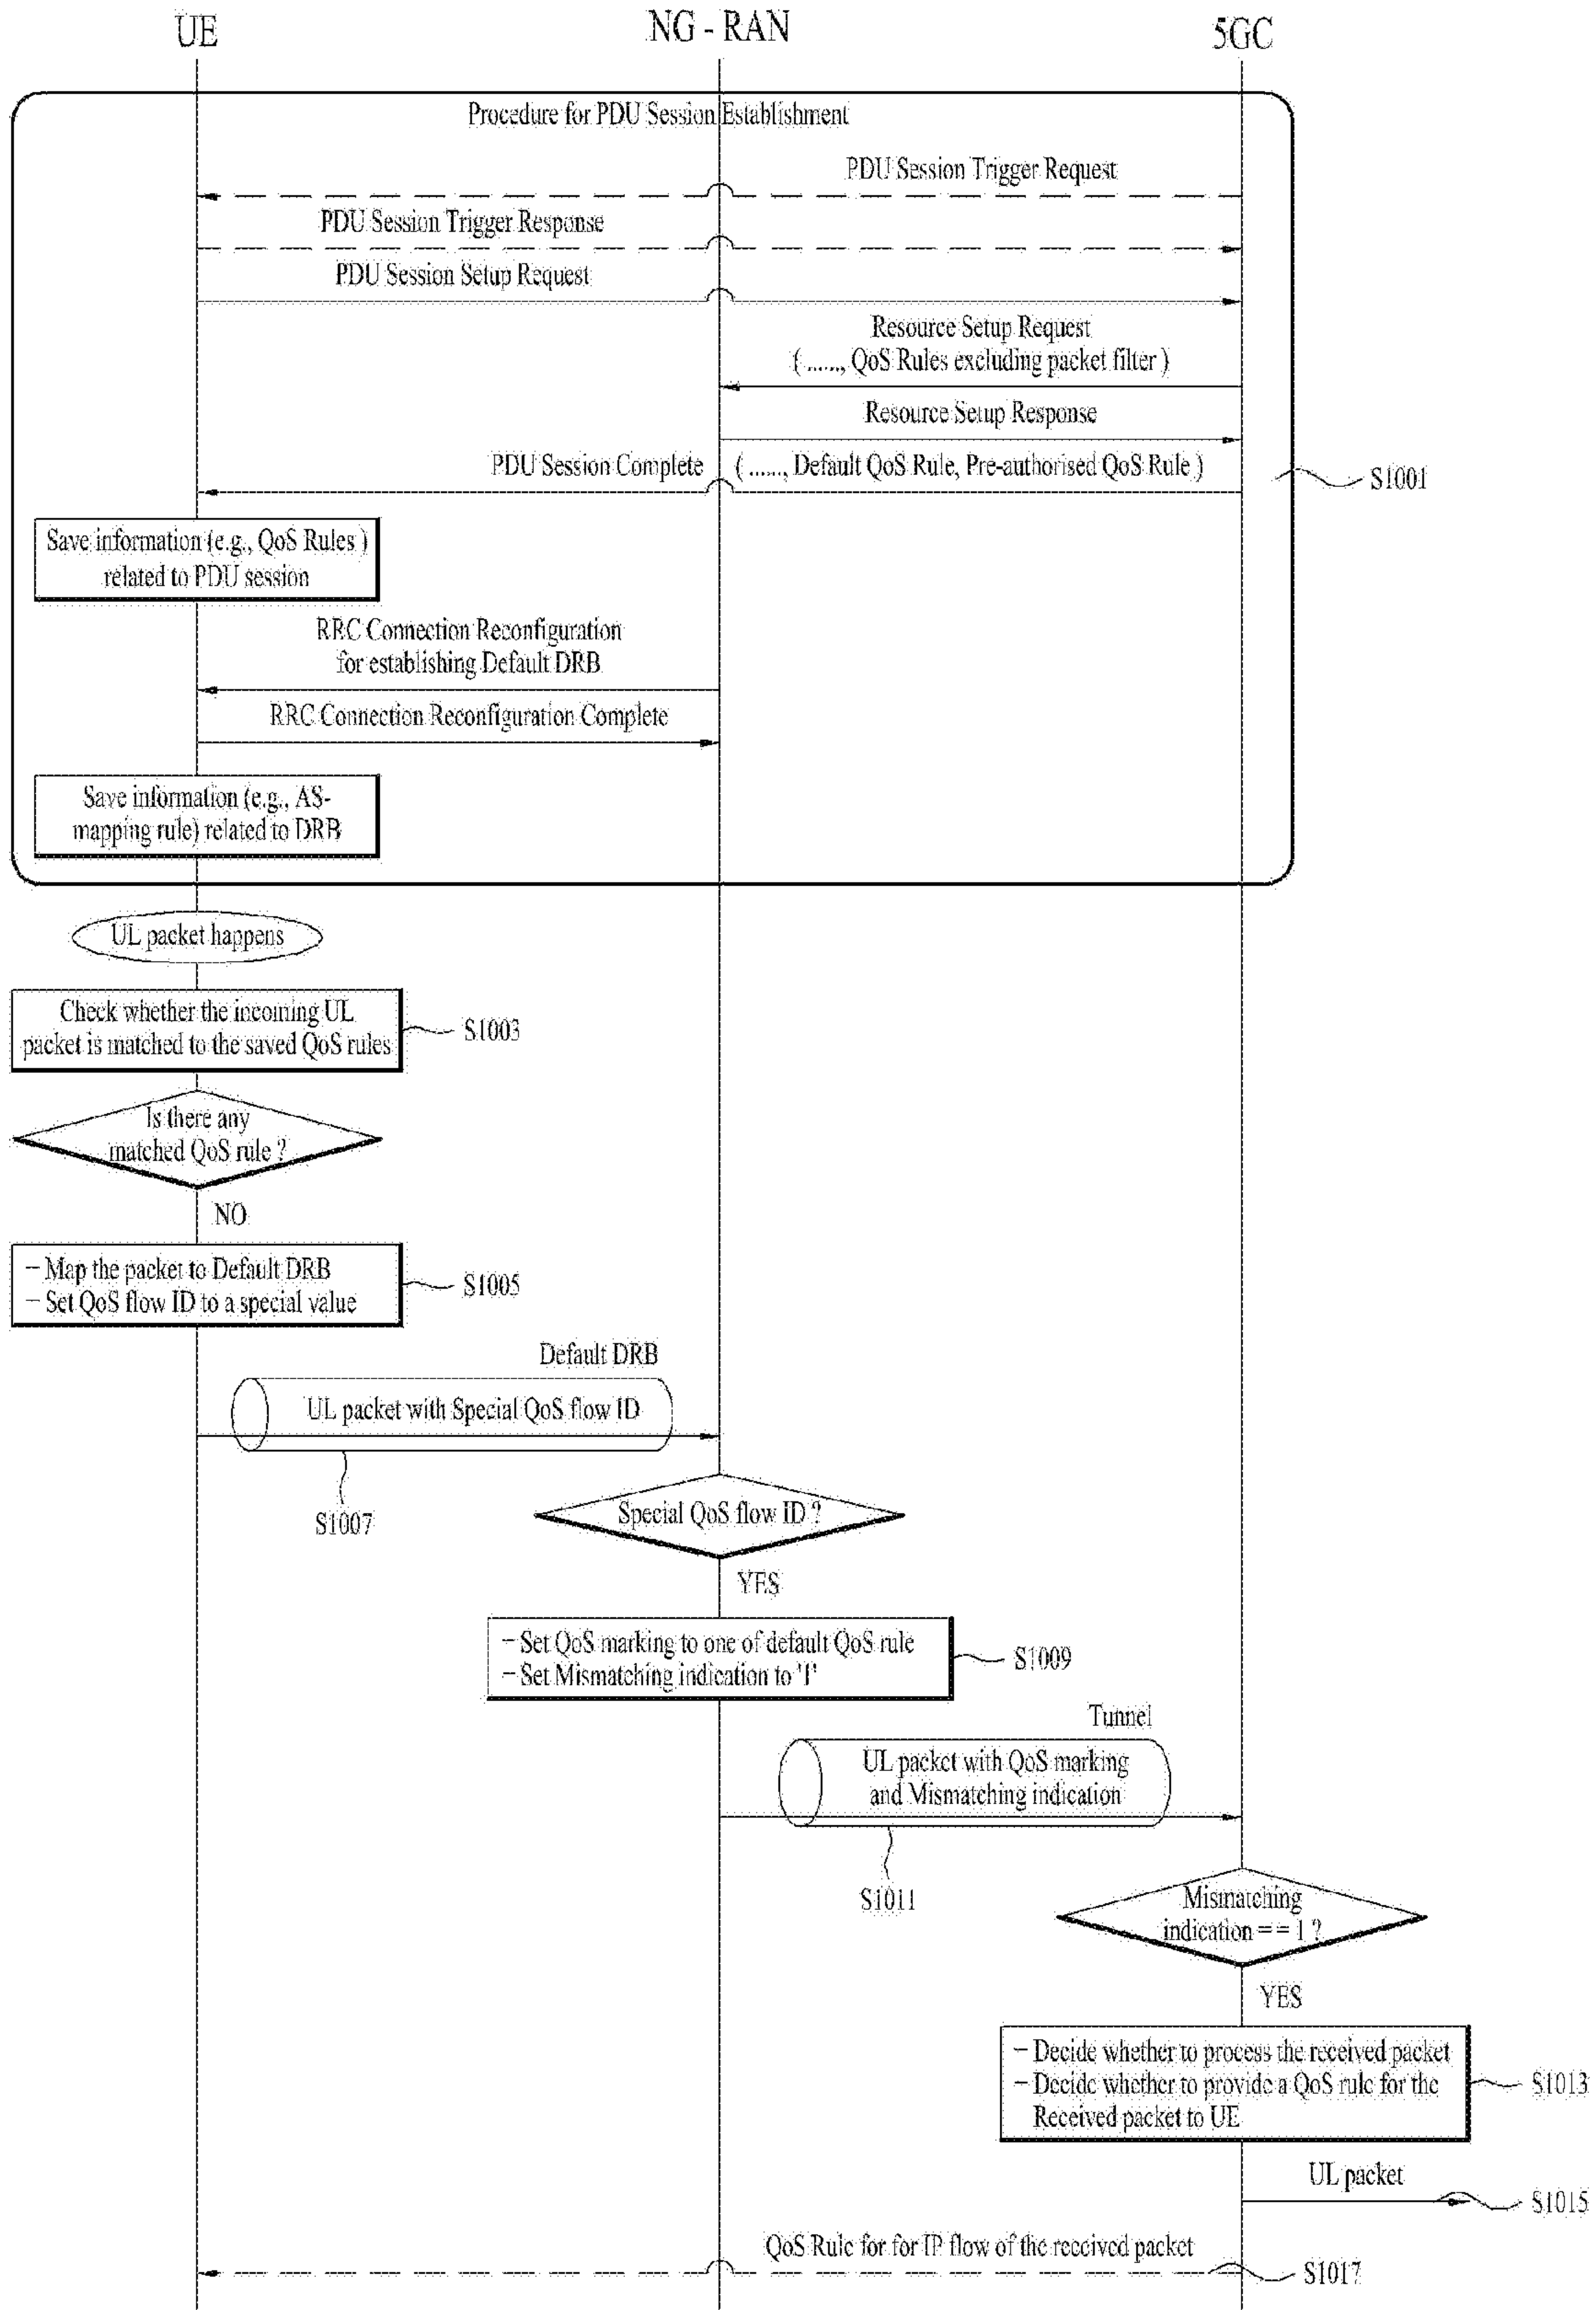 UE
NG - RAN
5GC
Procedure for PDU Session Establishment
PDU Session Trigger Request
PDU Session Trigger Response
PDU Session Setup Request
Resource Setup Request
( ......, QoS Rules excluding packet filter )
Resource Setup Response
PDU Session Complete
( ......, Default QoS Rule, Pre-authorised QoS Rule )
S1001
Save information (e.g., QoS Rules )
related to PDU session
RRC Connection Reconfiguration
for establishing Default DRB
RRC Connection Reconfiguration Complete
Save information (e.g., AS-
mapping rule) related to DRB
UL packet happens
Check whether the incoming UL
packet is matched to the saved QoS rules
S1003
Is there any
matched QoS rule ?
NO
– Map the packet to Default DRB
– Set QoS flow ID to a special value
S1005
Default DRB
UL packet with Special QoS flow ID
S1007
Special QoS flow ID ?
YES
– Set QoS marking to one of default QoS rule
– Set Mismatching indication to '1'
S1009
Tunnel
UL packet with QoS marking
and Mismatching indication
S1011
Mismatching
indication = = 1 ?
YES
– Decide whether to process the received packet
– Decide whether to provide a QoS rule for the
Received packet to UE
S1013
UL packet
S1015
QoS Rule for for IP flow of the received packet
S1017